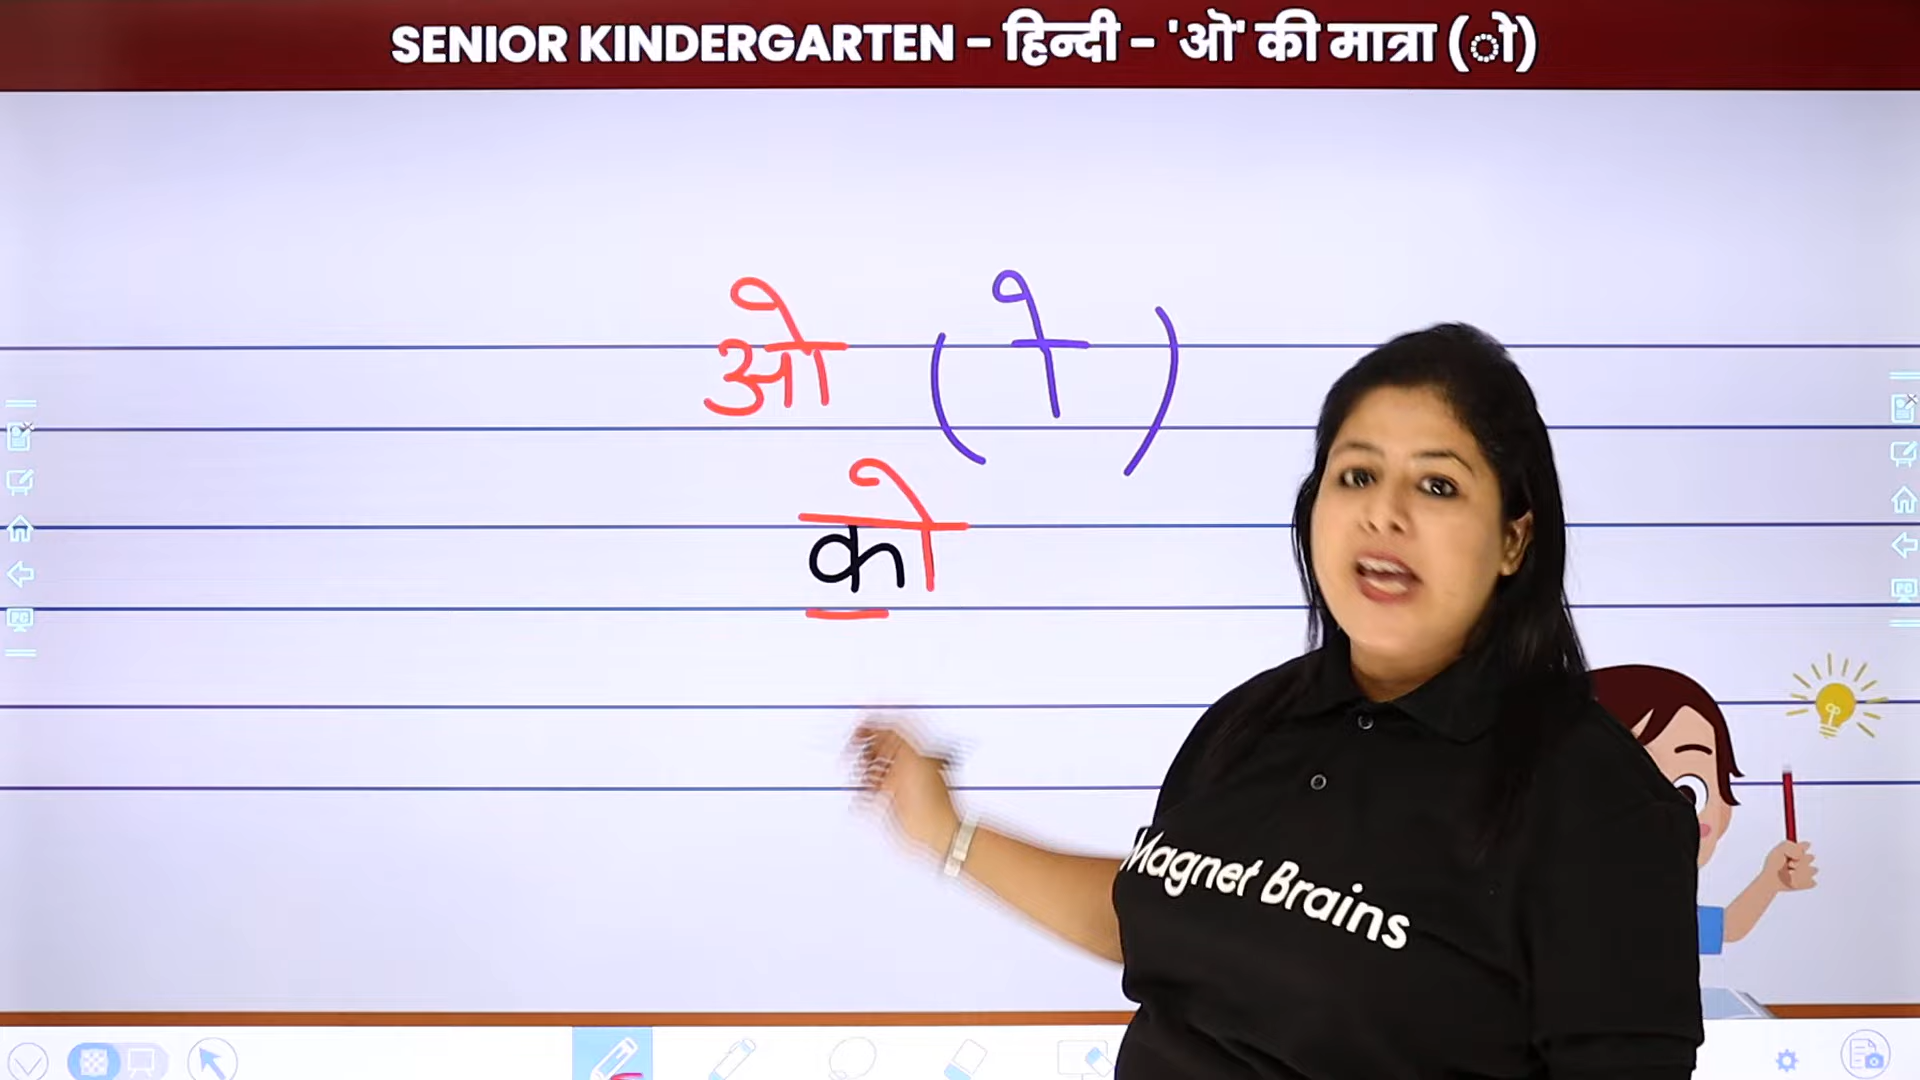 SENIOR KINDERGARTEN - हिन्दी - 'ओ' की मात्रा (ो)
ओ ( ो )
को
Magnet Brains